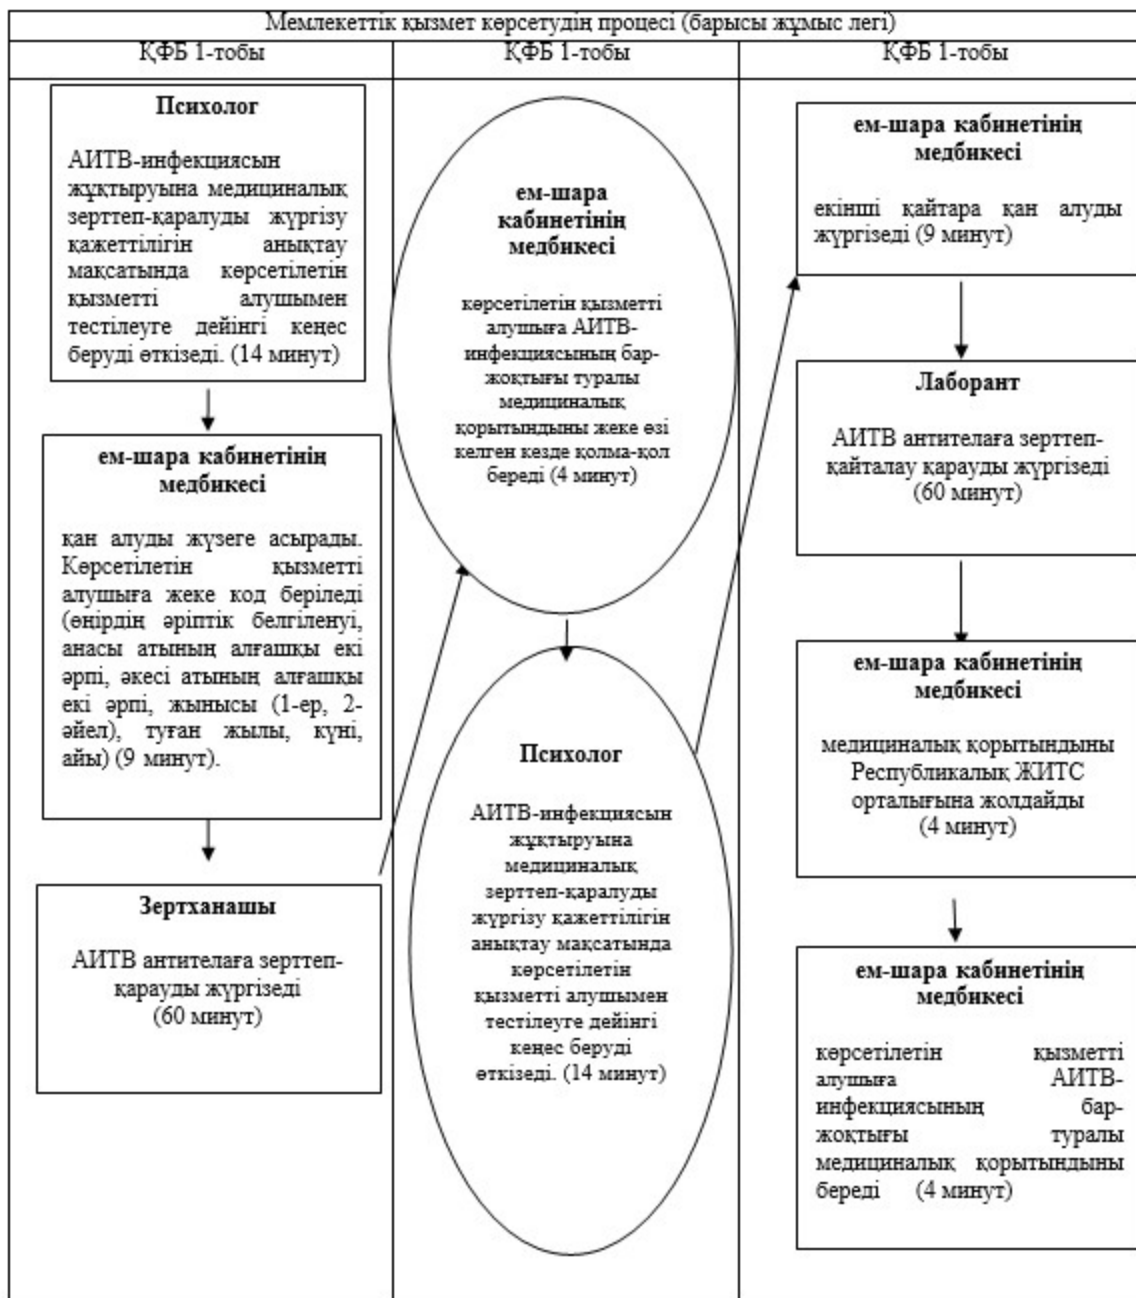 Мемлекеттік қызмет көрсетудің процесі (барысы жұмыс легі)
ҚФБ 1-тобы
ҚФБ 1-тобы
ҚФБ 1-тобы
Психолог
АИТВ-инфекциясын
жұқтыруына медициналық
зерттеп-қаралуды жүргізу
қажеттілігін анықтау
мақсатында көрсетілетін
қызметті алушымен
тестілеуге дейінгі кеңес
беруді өткізеді. (14 минут)
ем-шара кабинетінің
медбикесі
қан алуды жүзеге асырады.
Көрсетілетін қызметті
алушыға жеке код беріледі
(өңірдің әріптік белгіленуі,
анасы атының алғашқы екі
әрпі, әкесі атының алғашқы
екі әрпі, жынысы (1-ер, 2-
әйел), туған жылы, күні,
айы) (9 минут).
Зертханашы
АИТВ антителаға зерттеп-
қарауды жүргізеді
(60 минут)
ем-шара
кабинетінің
медбикесі
көрсетілетін қызметті
алушыға АИТВ-
инфекциясының бар-
жоқтығы туралы
медициналық
қорытындыны жеке өзі
келген кезде қолма-қол
береді (4 минут)
Психолог
АИТВ-инфекциясын
жұқтыруына
медициналық
зерттеп-қаралуды
жүргізу қажеттілігін
анықтау мақсатында
көрсетілетін
қызметті алушымен
тестілеуге дейінгі
кеңес беруді
өткізеді. (14 минут)
ем-шара кабинетінің
медбикесі
екінші қайтара қан алуды
жүргізеді (9 минут)
Лаборант
АИТВ антителаға зерттеп-
қайталау қарауды жүргізеді
(60 минут)
ем-шара кабинетінің
медбикесі
медициналық қорытындыны
Республикалық ЖИТС
орталығына жолдайды
(4 минут)
ем-шара кабинетінің
медбикесі
көрсетілетін қызметті
алушыға АИТВ-
инфекциясының бар-
жоқтығы туралы
медициналық қорытындыны
береді (4 минут)